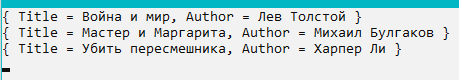 { Title = Война и мир, Author = Лев Толстой }
{ Title = Мастер и Маргарита, Author = Михаил Булгаков }
{ Title = Убить пересмешника, Author = Харпер Ли }